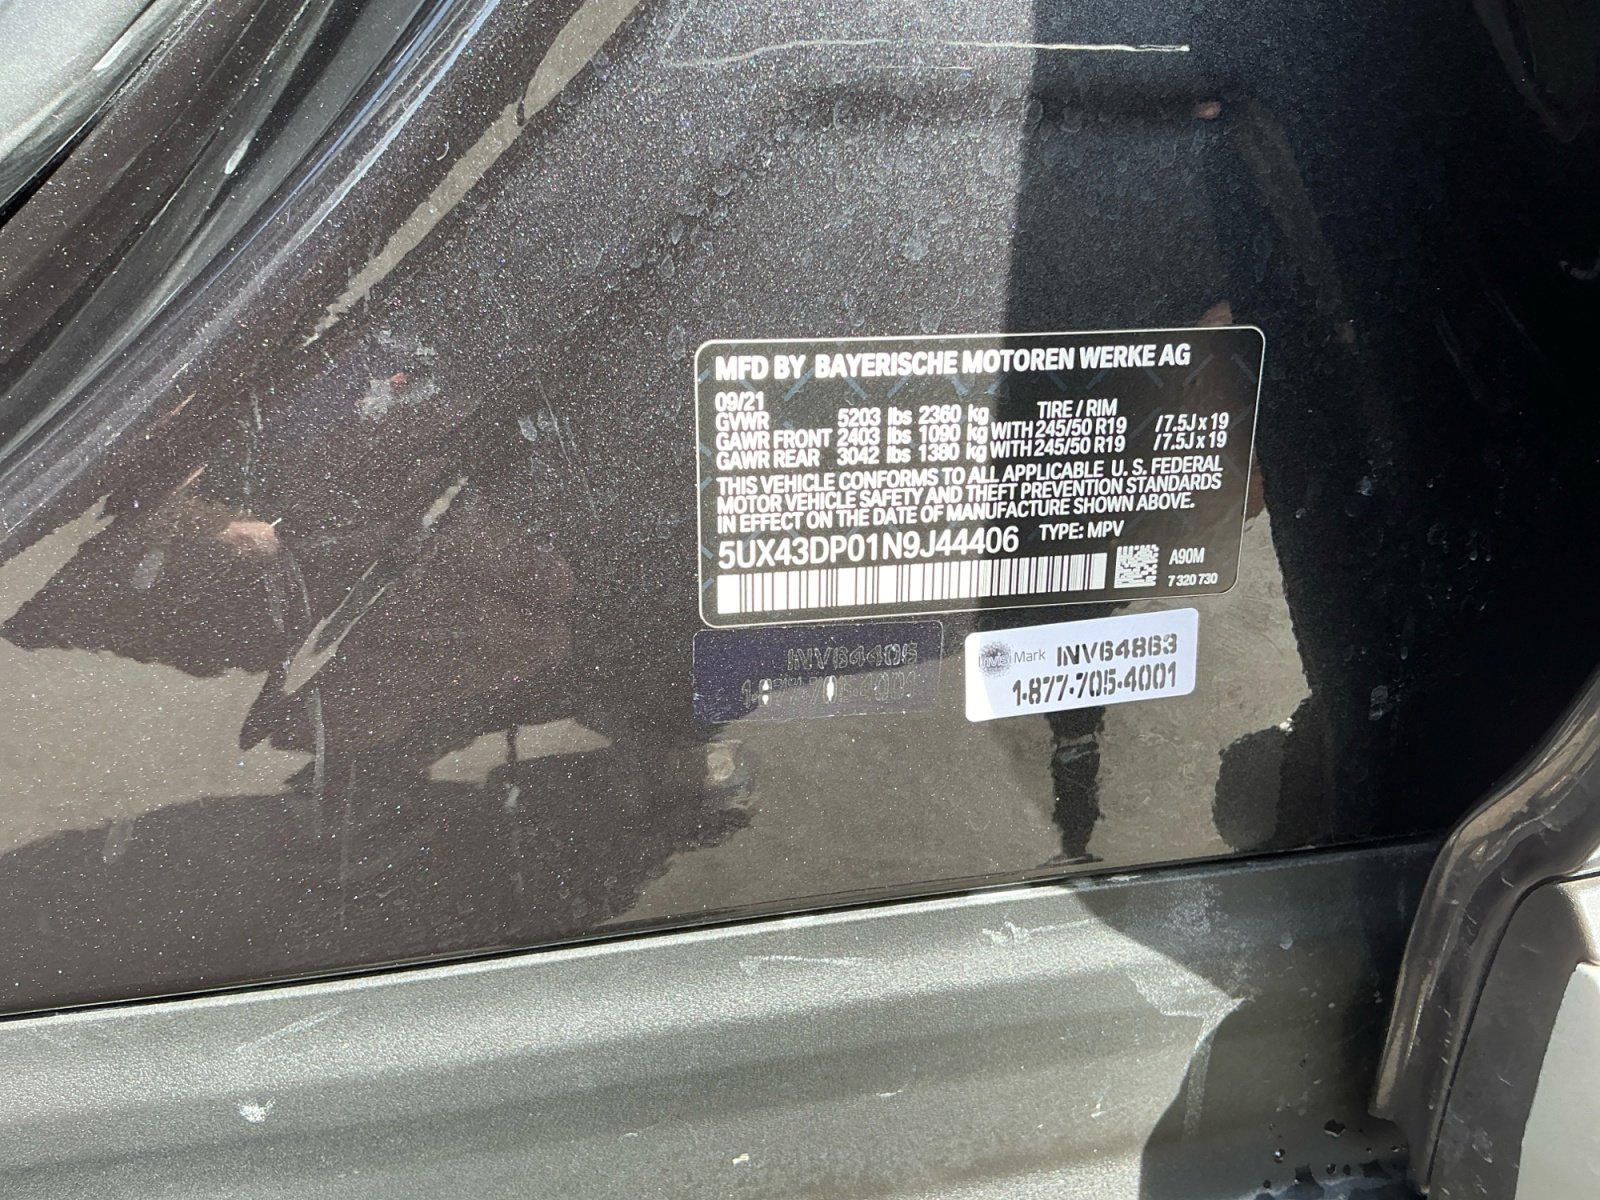 MFD BY BAYERISCHE MOTOREN WERKE AG
09/21
GVWR 5203 lbs 2360 kg TIRE / RIM
GAWR FRONT 2403 lbs 1090 kg WITH 245/50 R19 / 7.5J x 19
GAWR REAR 3042 lbs 1380 kg WITH 245/50 R19 / 7.5J x 19
THIS VEHICLE CONFORMS TO ALL APPLICABLE U. S. FEDERAL
MOTOR VEHICLE SAFETY AND THEFT PREVENTION STANDARDS
IN EFFECT ON THE DATE OF MANUFACTURE SHOWN ABOVE.
5UX43DP01N9J44406 TYPE: MPV
A90M
7 320 730
Mark INV64863
1-877-705-4001